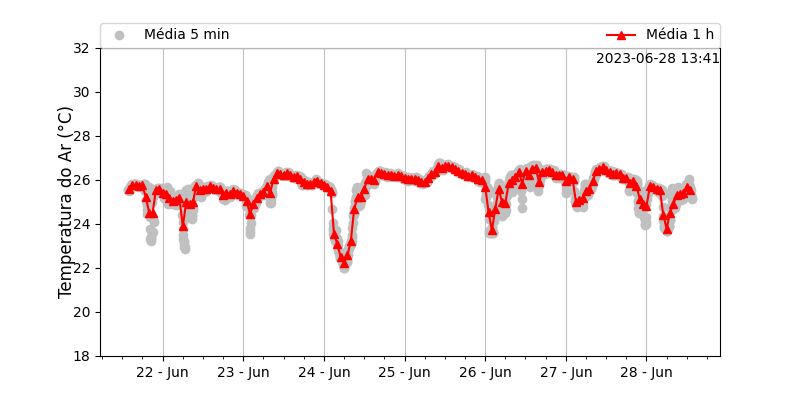 Média 5 min
Média 1 h
2023-06-28 13:41
Temperatura do Ar (°C)
32
30
28
26
24
22
20
18
22 - Jun
23 - Jun
24 - Jun
25 - Jun
26 - Jun
27 - Jun
28 - Jun